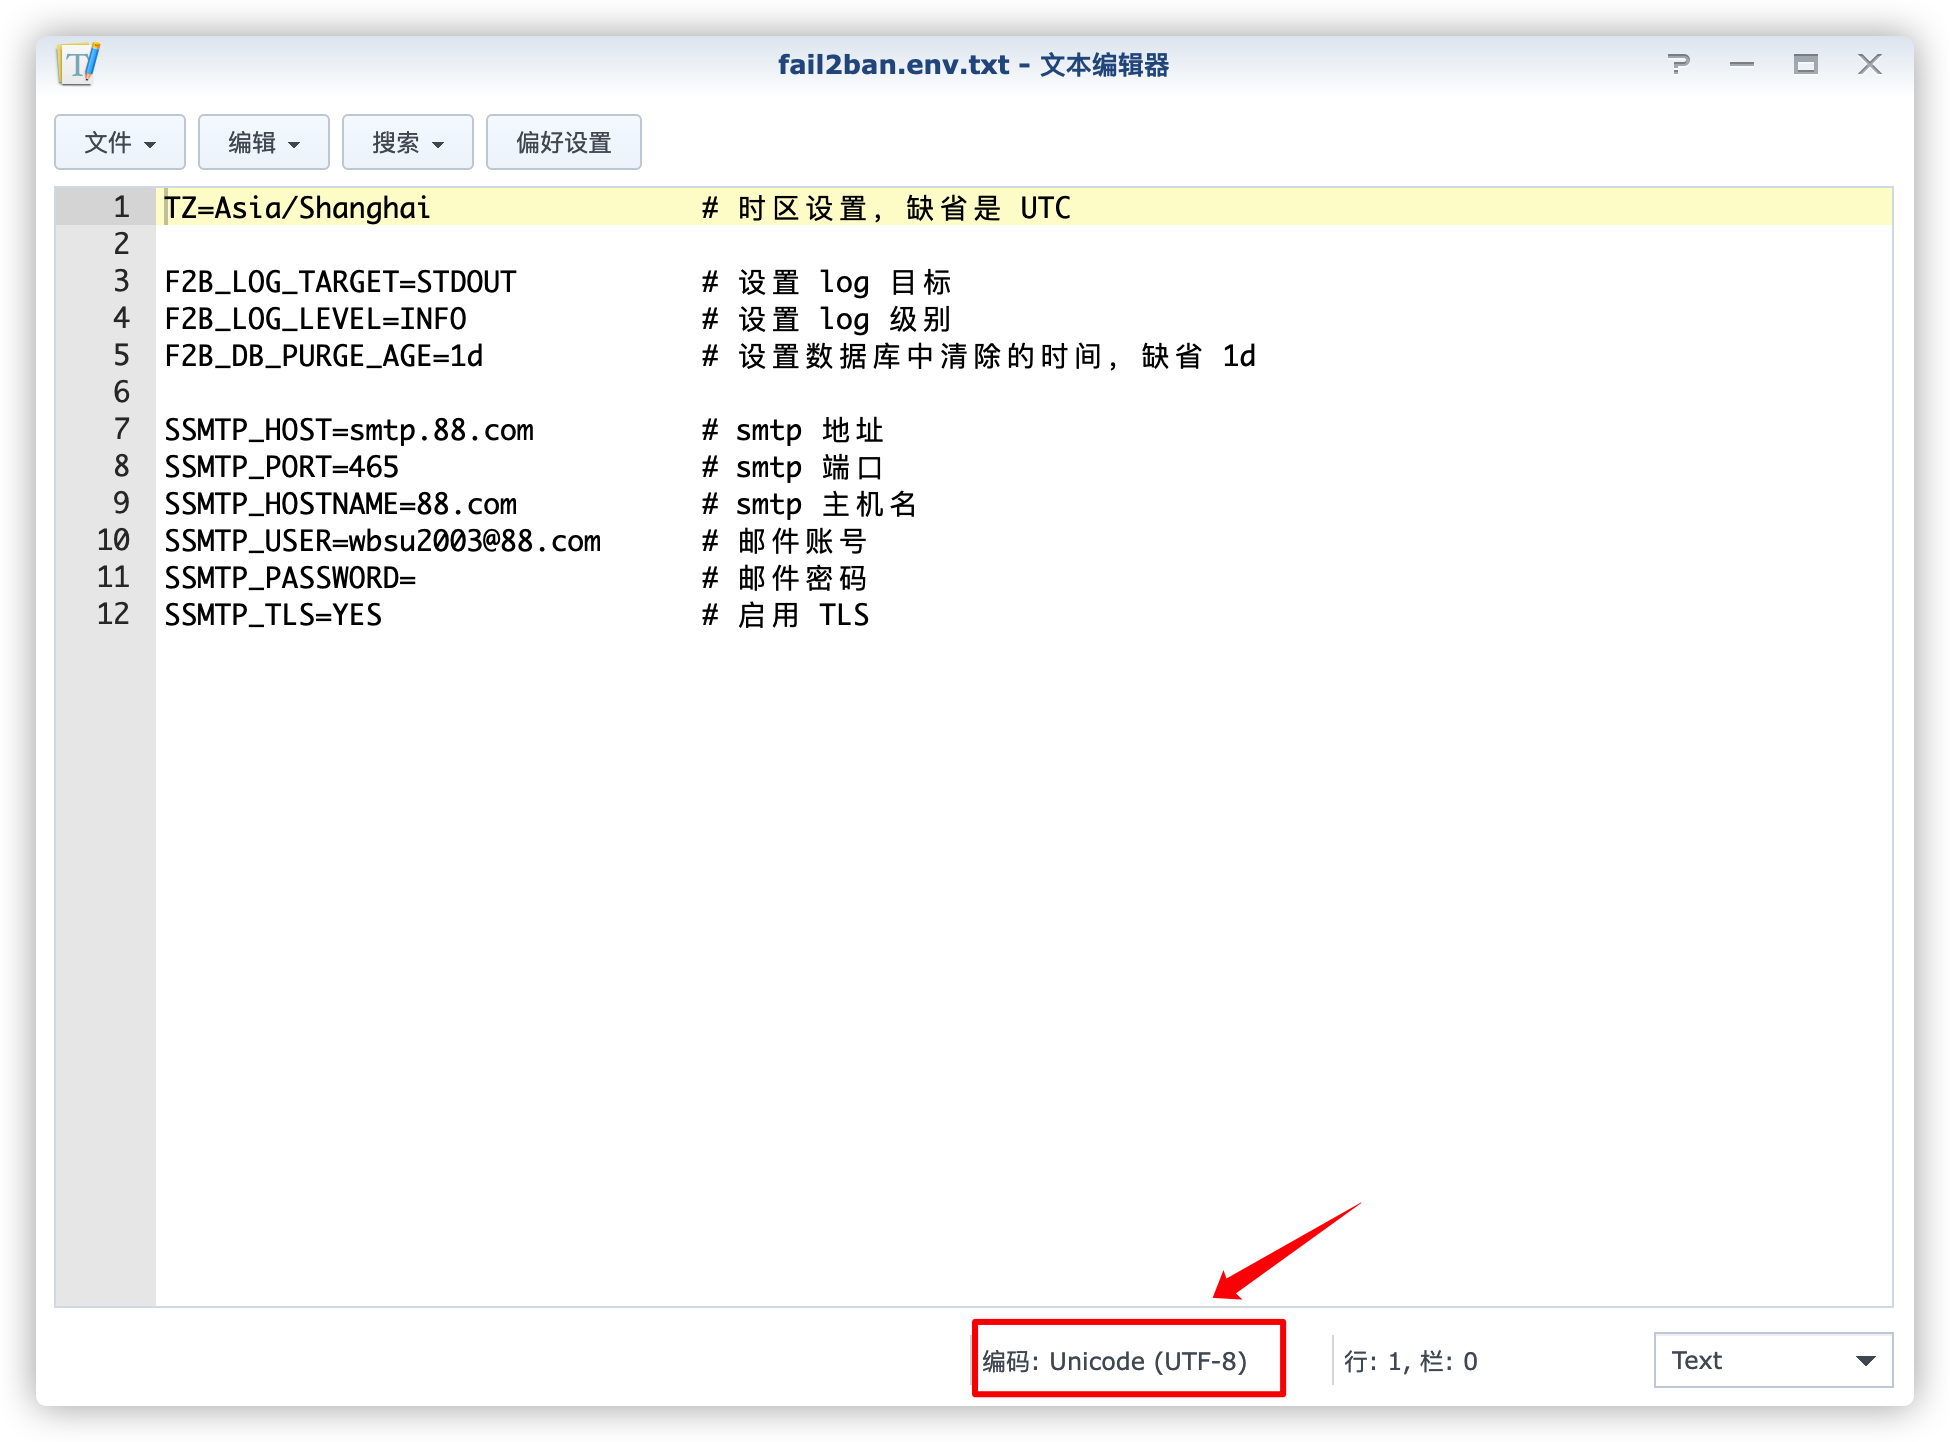 fail2ban.env.txt - 文本编辑器
文件 编辑 搜索 偏好设置
1 TZ=Asia/Shanghai # 时区设置，缺省是 UTC
2
3 F2B_LOG_TARGET=STDOUT # 设置 log 目标
4 F2B_LOG_LEVEL=INFO # 设置 log 级别
5 F2B_DB_PURGE_AGE=1d # 设置数据库中清除的时间，缺省 1d
6
7 SSMTP_HOST=smtp.88.com # smtp 地址
8 SSMTP_PORT=465 # smtp 端口
9 SSMTP_HOSTNAME=88.com # smtp 主机名
10 SSMTP_USER=wbsu2003@88.com # 邮件账号
11 SSMTP_PASSWORD= # 邮件密码
12 SSMTP_TLS=YES # 启用 TLS
编码: Unicode (UTF-8) 行: 1, 栏: 0 Text